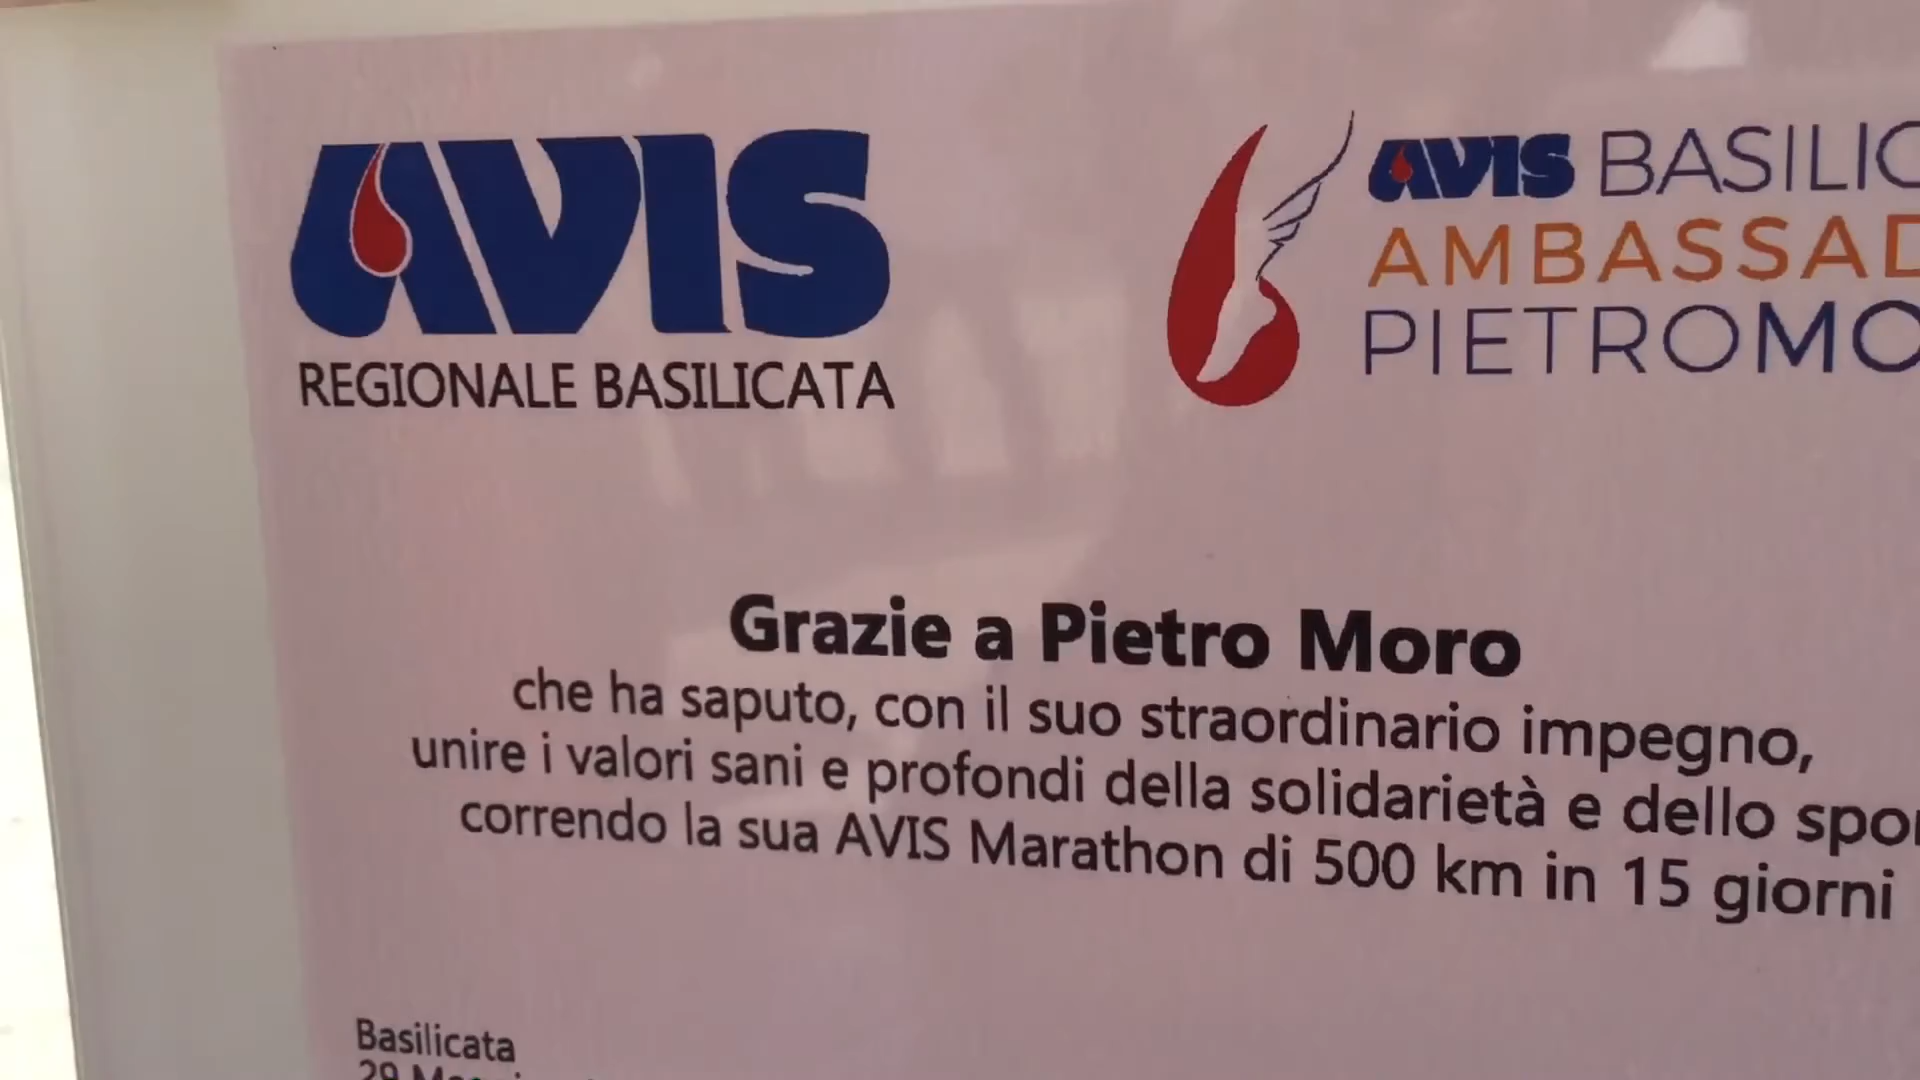 AVIS
REGIONALE BASILICATA
AVIS BASILIC
AMBASSAD
PIETROMO
Grazie a Pietro Moro
che ha saputo, con il suo straordinario impegno,
unire i valori sani e profondi della solidarietà e dello spor
correndo la sua AVIS Marathon di 500 km in 15 giorni
Basilicata
29